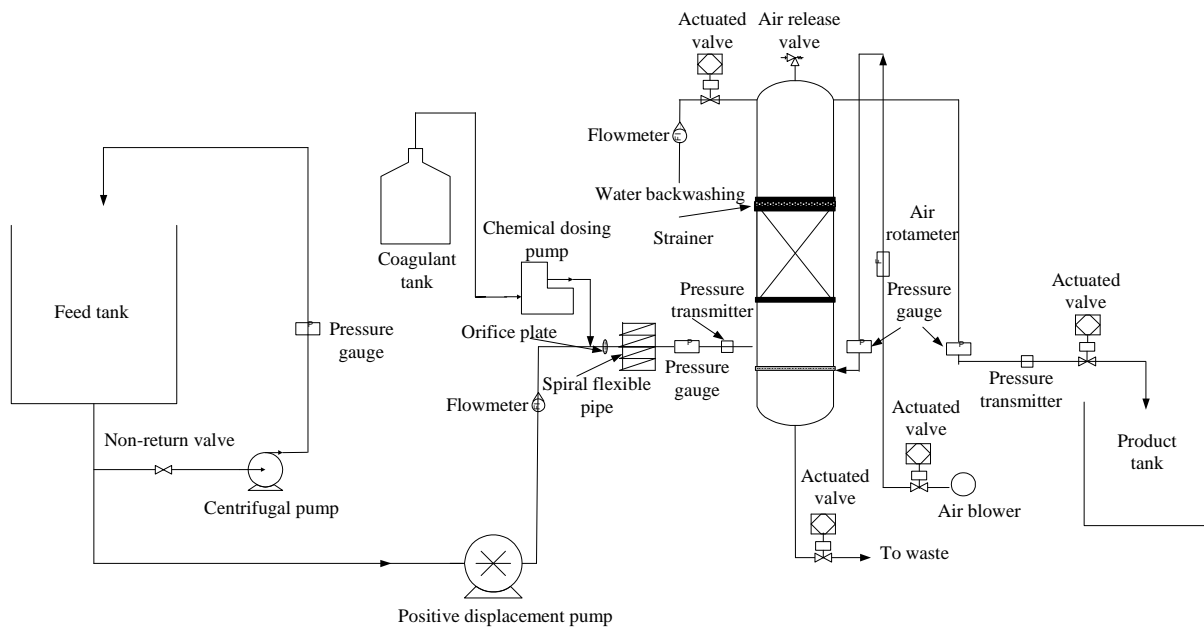 Actuated
valve
Air release
valve
Flowmeter
FI
Water backwashing
Strainer
Chemical dosing
pump
Coagulant
tank
Air
rotameter
P
Feed tank
P
Pressure
gauge
Orifice plate
Spiral flexible
pipe
Flowmeter
FI
P
Pressure
gauge
Pressure
transmitter
P
Pressure
gauge
P
Pressure
transmitter
Actuated
valve
Product
tank
Non-return valve
Centrifugal pump
Positive displacement pump
Actuated
valve
To waste
Actuated
valve
Air blower